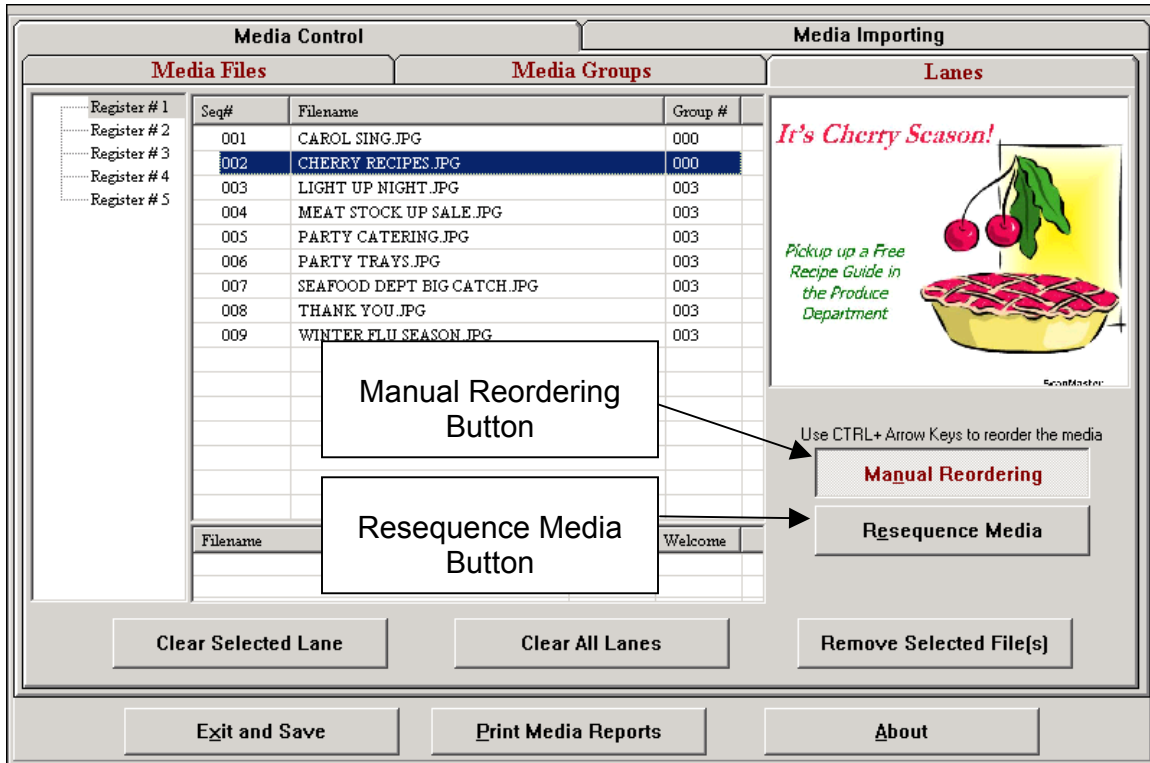 Media Control
Media Importing
Media Files
Media Groups
Lanes
Register # 1
Register # 2
Register # 3
Register # 4
Register # 5
Seq# Filename Group #
001 CAROL SING.JPG 000
002 CHERRY RECIPES.JPG 000
003 LIGHT UP NIGHT.JPG 003
004 MEAT STOCK UP SALE.JPG 003
005 PARTY CATERING.JPG 003
006 PARTY TRAYS.JPG 003
007 SEAFOOD DEPT BIG CATCH.JPG 003
008 THANK YOU.JPG 003
009 WINTER FLU SEASON.JPG 003
Filename Welcome
It's Cherry Season!
Pickup up a Free
Recipe Guide in
the Produce
Department
ScanMaster
Manual Reordering
Button
Resequence Media
Button
Use CTRL+ Arrow Keys to reorder the media
Manual Reordering
Resequence Media
Clear Selected Lane
Clear All Lanes
Remove Selected File(s)
Exit and Save
Print Media Reports
About